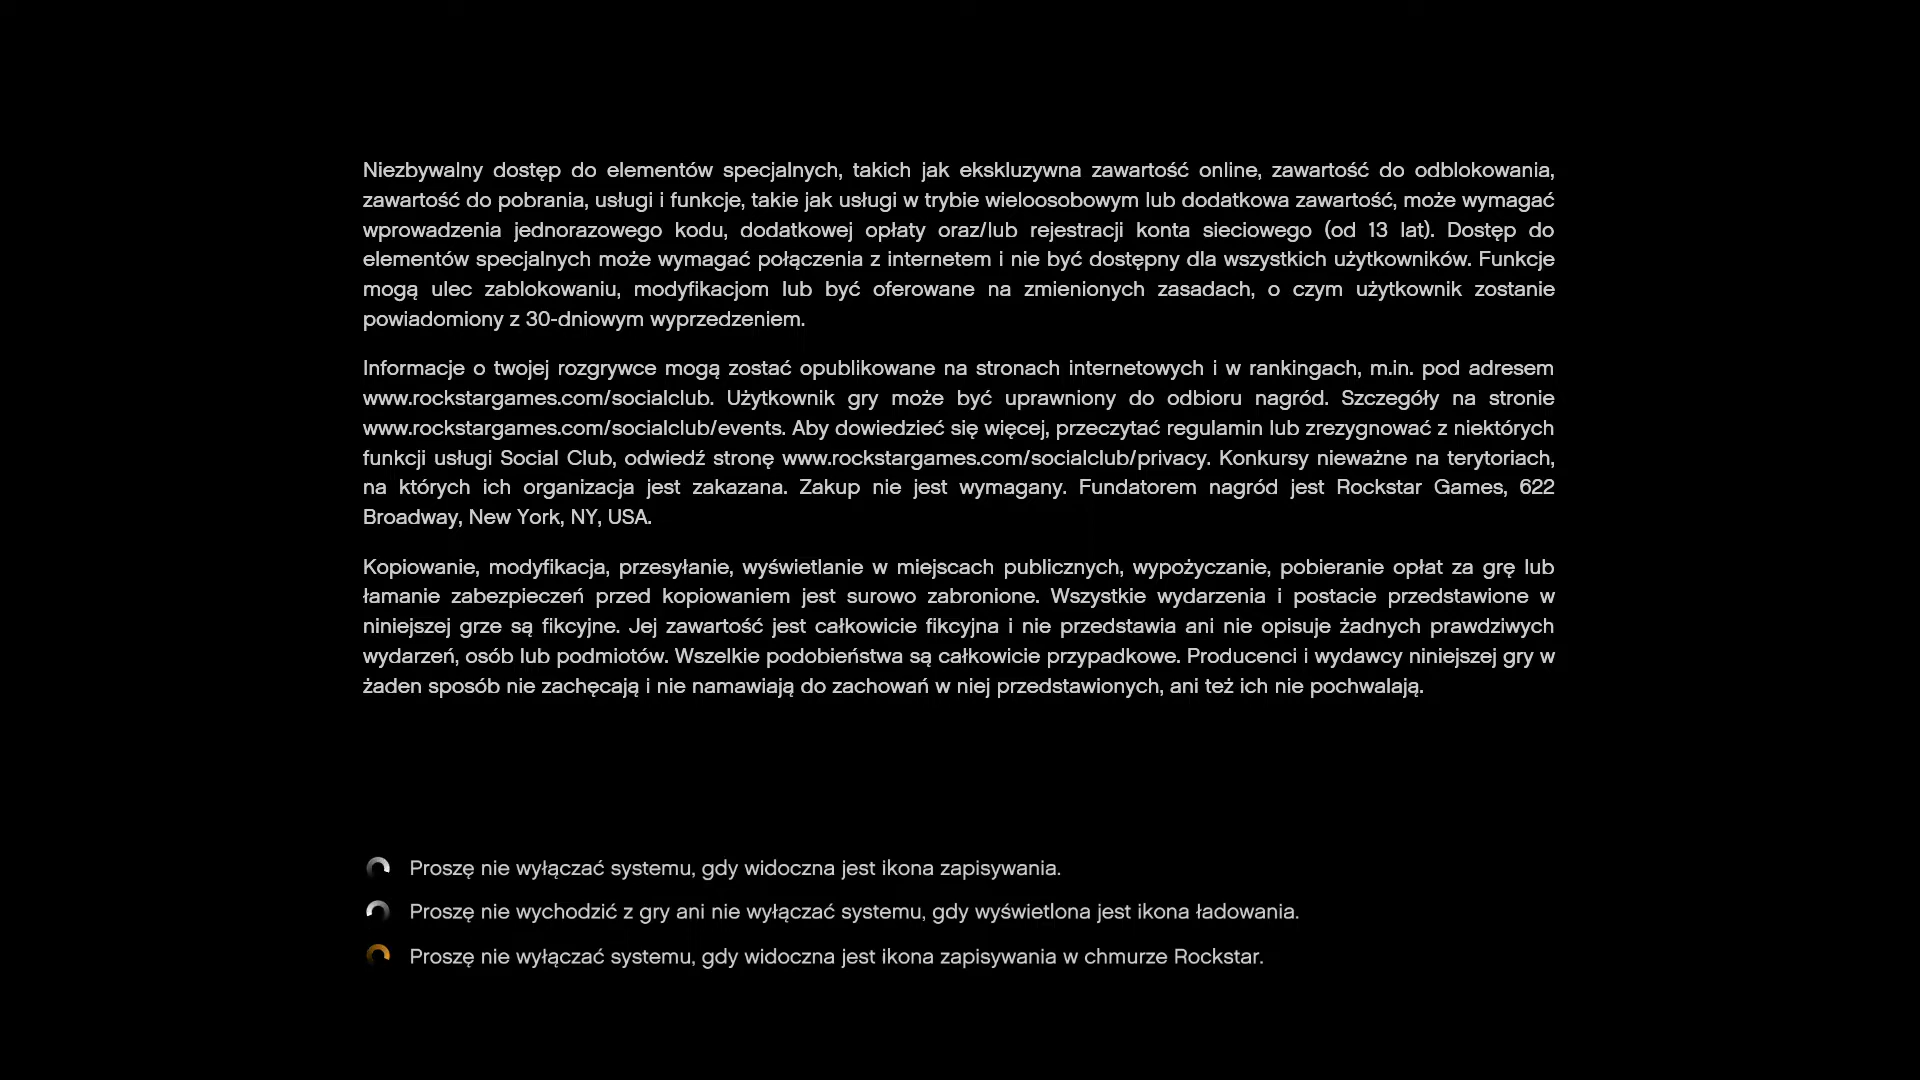 Niezbywalny dostęp do elementów specjalnych, takich jak ekskluzywna zawartość online, zawartość do odblokowania,
zawartość do pobrania, usługi i funkcje, takie jak usługi w trybie wieloosobowym lub dodatkowa zawartość, może wymagać
wprowadzenia jednorazowego kodu, dodatkowej opłaty oraz/lub rejestracji konta sieciowego (od 13 lat). Dostęp do
elementów specjalnych może wymagać połączenia z internetem i nie być dostępny dla wszystkich użytkowników. Funkcje
mogą ulec zablokowaniu, modyfikacjom lub być oferowane na zmienionych zasadach, o czym użytkownik zostanie
powiadomiony z 30-dniowym wyprzedzeniem.
Informacje o twojej rozgrywce mogą zostać opublikowane na stronach internetowych i w rankingach, m.in. pod adresem
www.rockstargames.com/socialclub. Użytkownik gry może być uprawniony do odbioru nagród. Szczegóły na stronie
www.rockstargames.com/socialclub/events. Aby dowiedzieć się więcej, przeczytać regulamin lub zrezygnować z niektórych
funkcji usługi Social Club, odwiedź stronę www.rockstargames.com/socialclub/privacy. Konkursy nieważne na terytoriach,
na których ich organizacja jest zakazana. Zakup nie jest wymagany. Fundatorem nagród jest Rockstar Games, 622
Broadway, New York, NY, USA.
Kopiowanie, modyfikacja, przesyłanie, wyświetlanie w miejscach publicznych, wypożyczanie, pobieranie opłat za grę lub
łamanie zabezpieczeń przed kopiowaniem jest surowo zabronione. Wszystkie wydarzenia i postacie przedstawione w
niniejszej grze są fikcyjne. Jej zawartość jest całkowicie fikcyjna i nie przedstawia ani nie opisuje żadnych prawdziwych
wydarzeń, osób lub podmiotów. Wszelkie podobieństwa są całkowicie przypadkowe. Producenci i wydawcy niniejszej gry w
żaden sposób nie zachęcają i nie namawiają do zachowań w niej przedstawionych, ani też ich nie pochwalają.
Proszę nie wyłączać systemu, gdy widoczna jest ikona zapisywania.
Proszę nie wychodzić z gry ani nie wyłączać systemu, gdy wyświetlona jest ikona ładowania.
Proszę nie wyłączać systemu, gdy widoczna jest ikona zapisywania w chmurze Rockstar.